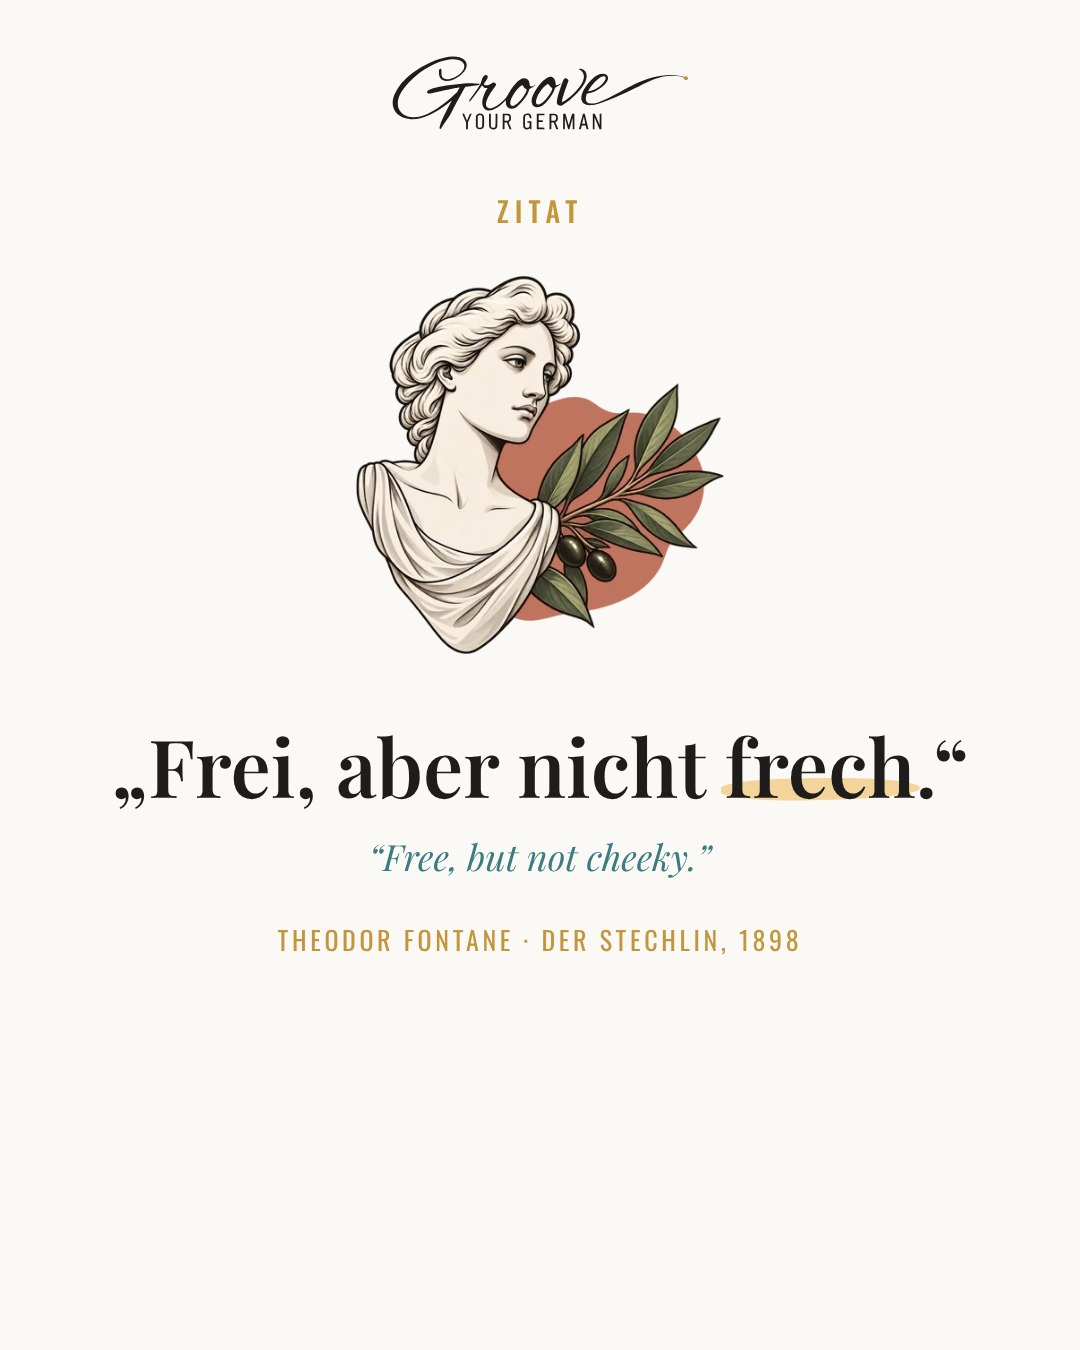 Groove
YOUR GERMAN
ZITAT
„Frei, aber nicht frech.“
“Free, but not cheeky.”
THEODOR FONTANE · DER STECHLIN, 1898